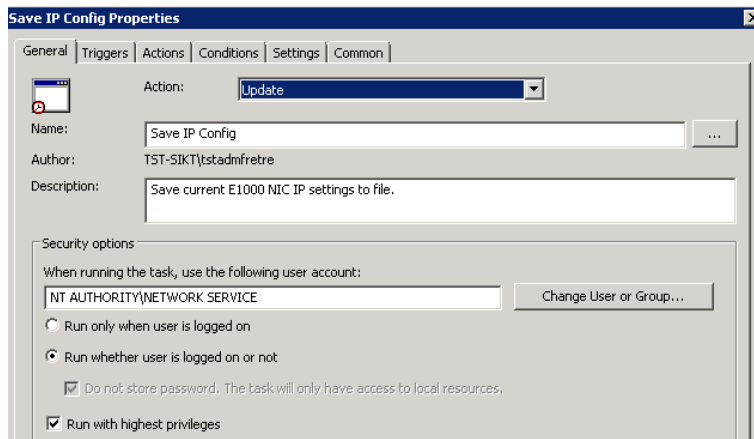 Save IP Config Properties
General Triggers Actions Conditions Settings Common
Action: Update
Name: Save IP Config ...
Author: TST-SIKT\tstadmfretre
Description: Save current E1000 NIC IP settings to file.
Security options
When running the task, use the following user account:
NT AUTHORITY\NETWORK SERVICE Change User or Group...
Run only when user is logged on
Run whether user is logged on or not
Do not store password. The task will only have access to local resources.
Run with highest privileges